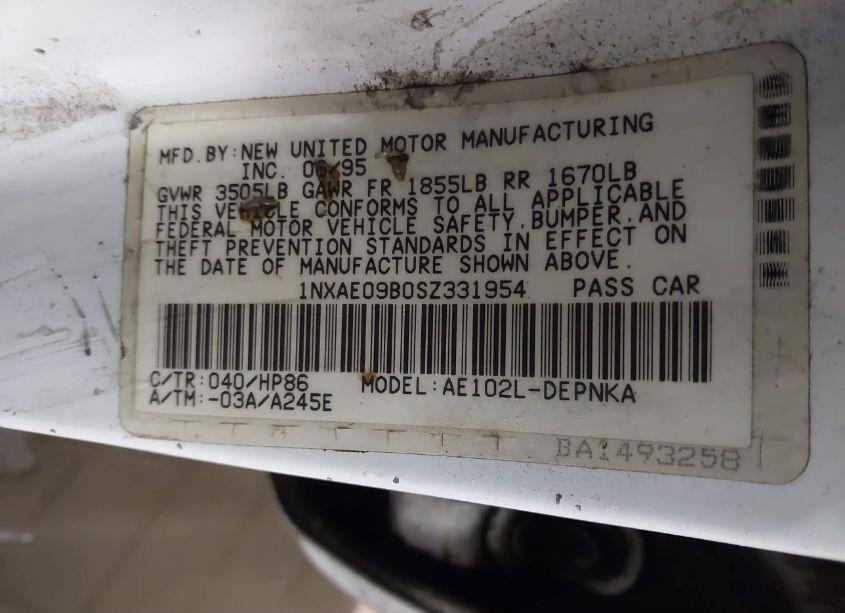 MFD. BY: NEW UNITED MOTOR MANUFACTURING
INC. 95
GVWR 3505LB GAWR FR 1855LB RR 1670LB
THIS VEHICLE CONFORMS TO ALL APPLICABLE
FEDERAL MOTOR VEHICLE SAFETY, BUMPER, AND
THEFT PREVENTION STANDARDS IN EFFECT ON
THE DATE OF MANUFACTURE SHOWN ABOVE.
1NXAE09B0SZ331954 PASS CAR
C/TR: 040/HP86 MODEL: AE102L-DEPNKA
A/TM: -03A/A245E
BA1493258